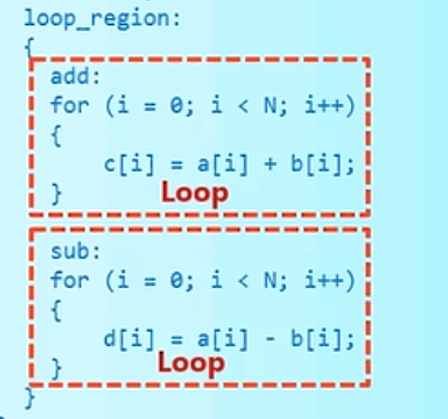 loop_region:
{
add:
for (i = 0; i < N; i++)
{
c[i] = a[i] + b[i];
}
Loop
sub:
for (i = 0; i < N; i++)
{
d[i] = a[i] - b[i];
}
Loop
}